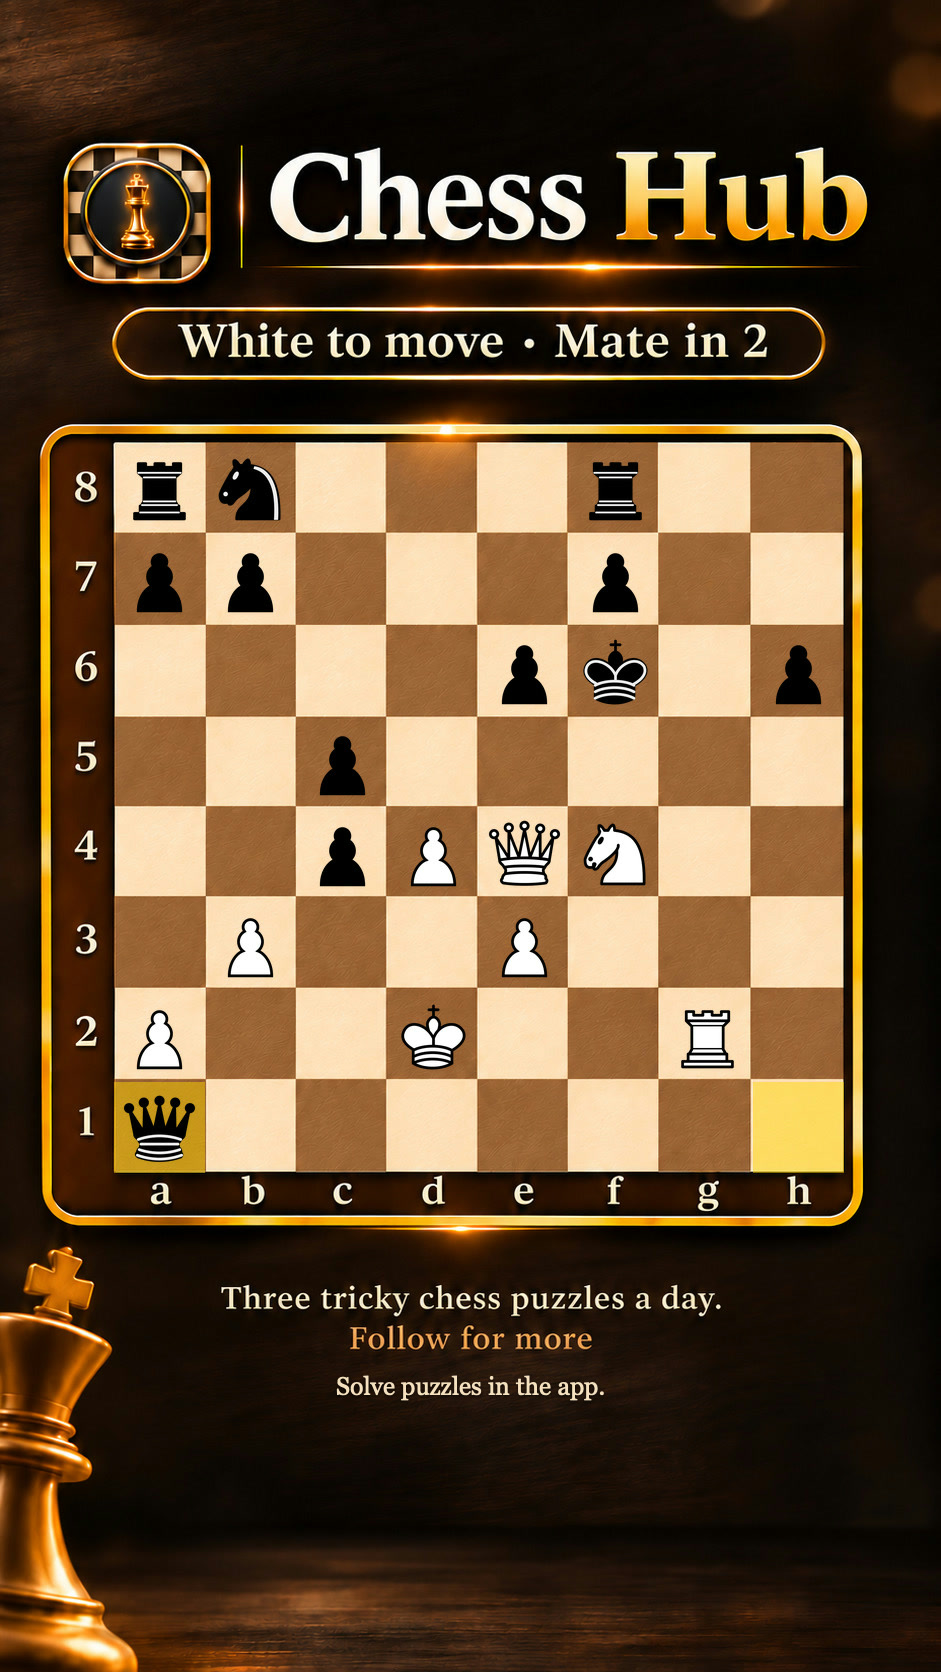 Chess Hub
White to move · Mate in 2
8
7
6
5
4
3
2
1
a b c d e f g h
Three tricky chess puzzles a day.
Follow for more
Solve puzzles in the app.